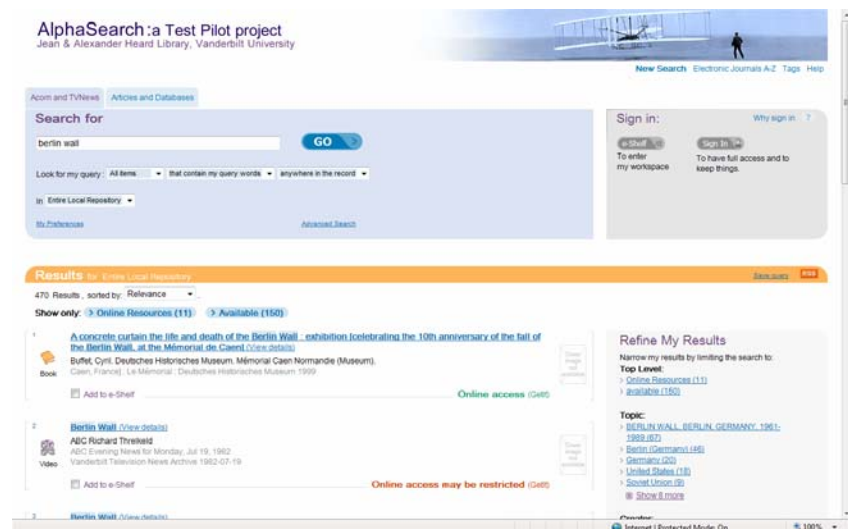 AlphaSearch:a Test Pilot project
Jean & Alexander Heard Library, Vanderbilt University
New Search Electronic Journals A-Z Tags Help
Acorn and TVNews Articles and Databases
Search for
berlin wall
GO
Look for my query: All items that contain my query words anywhere in the record
In Entire Local Repository
My Preferences Advanced Search
Sign in: Why sign in ?
e-Shelf Sign In
To enter my workspace
To have full access and to keep things.
Results for Entire Local Repository
Save query RSS
470 Results, sorted by: Relevance
Show only: Online Resources (11) Available (150)
1
A concrete curtain the life and death of the Berlin Wall : exhibition [celebrating the 10th anniversary of the fall of
the Berlin Wall, at the Mémorial de Caen] (View details)
Buffet, Cyril. Deutsches Historisches Museum. Mémorial Caen Normandie (Museum).
Caen, France] : Le Mémorial : Deutsches Historisches Museum 1999
Book
Cover image not available
Add to e-Shelf Online access (GetIt)
2
Berlin Wall (View details)
ABC Richard Threlkeld
ABC Evening News for Monday, Jul 19, 1982
Vanderbilt Television News Archive 1982-07-19
Video
Cover image not available
Add to e-Shelf Online access may be restricted (GetIt)
3
Berlin Wall (View details)
Refine My Results
Narrow my results by limiting the search to:
Top Level:
Online Resources (11)
available (150)
Topic:
BERLIN WALL, BERLIN, GERMANY, 1961-
1989 (67)
Berlin (Germany) (46)
Germany (20)
United States (18)
Soviet Union (9)
Show 8 more
Creator:
Internet | Protected Mode: On 100%